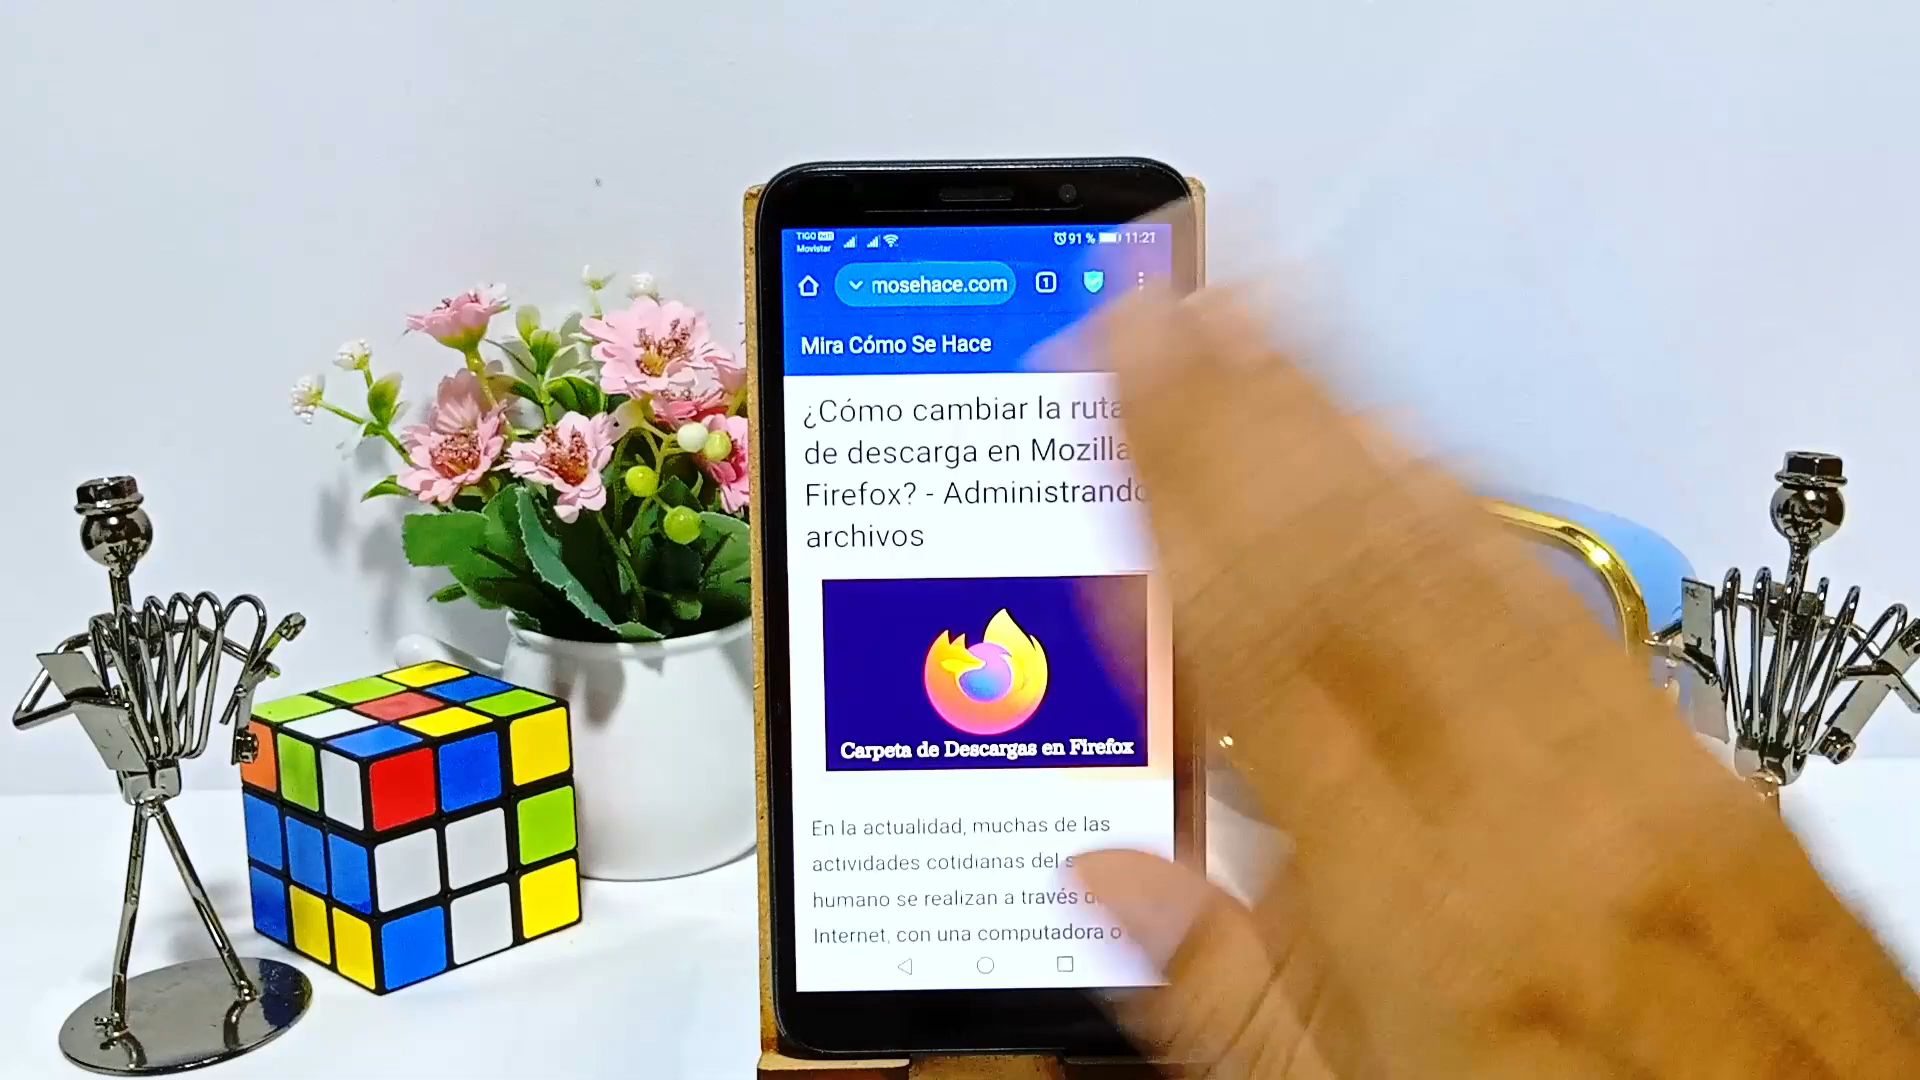 TIGO
Movistar
91 % 11:21
mosehace.com
1
Mira Cómo Se Hace
¿Cómo cambiar la ruta
de descarga en Mozilla
Firefox? - Administrando
archivos
Carpeta de Descargas en Firefox
En la actualidad, muchas de las
actividades cotidianas del s
humano se realizan a través d
Internet, con una computadora o